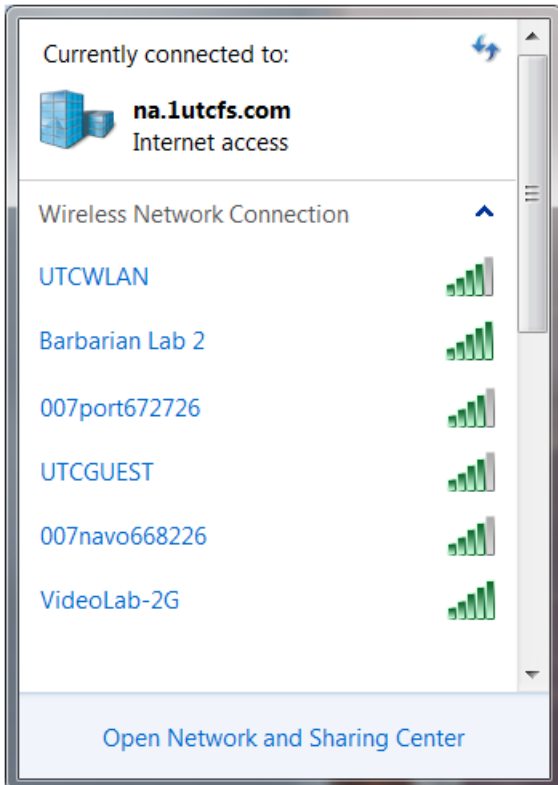 Currently connected to:
na.1utcfs.com
Internet access
Wireless Network Connection
UTCWLAN
Barbarian Lab 2
007port672726
UTCGUEST
007navo668226
VideoLab-2G
Open Network and Sharing Center